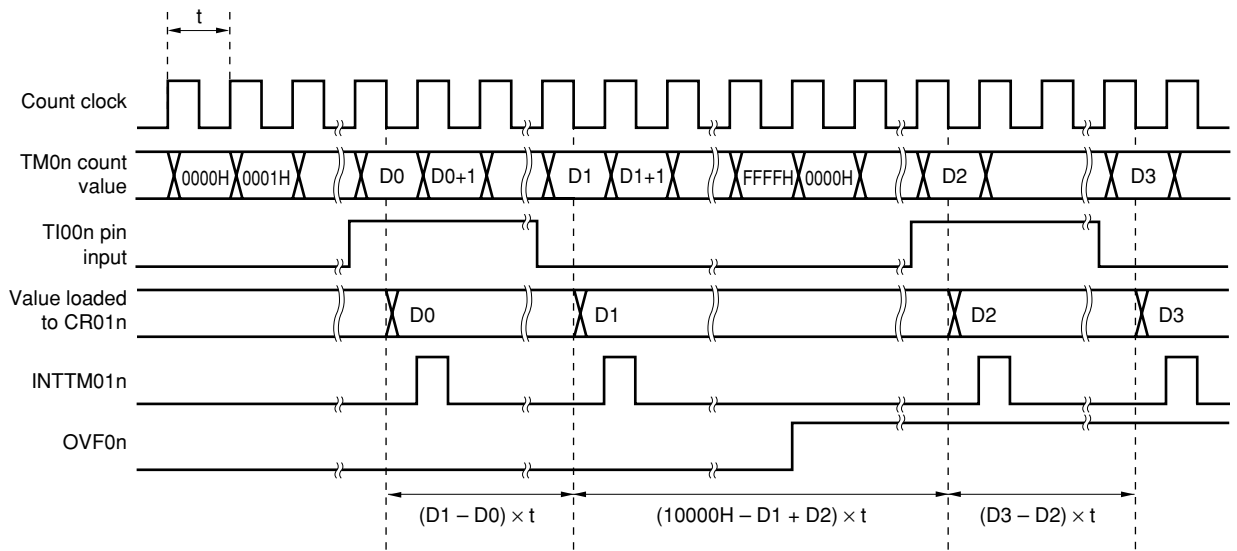 t
Count clock
TM0n count
value
0000H 0001H D0 D0+1 D1 D1+1 FFFFH 0000H D2 D3
TI00n pin
input
Value loaded
to CR01n
D0 D1 D2 D3
INTTM01n
OVF0n
(D1 – D0) × t (10000H – D1 + D2) × t (D3 – D2) × t